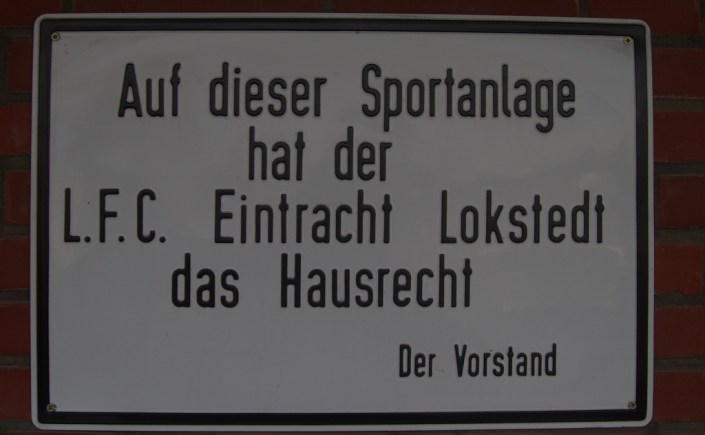 Auf dieser Sportanlage
hat der
L.F.C. Eintracht Lokstedt
das Hausrecht
Der Vorstand